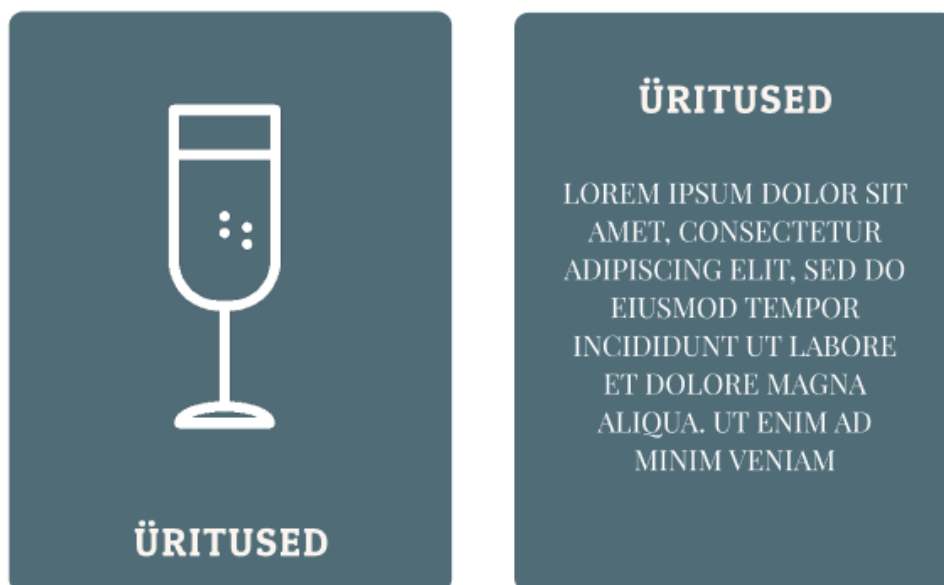 ÜRITUSED
ÜRITUSED
LOREM IPSUM DOLOR SIT
AMET, CONSECTETUR
ADIPISCING ELIT, SED DO
EIUSMOD TEMPOR
INCIDIDUNT UT LABORE
ET DOLORE MAGNA
ALIQUA. UT ENIM AD
MINIM VENIAM